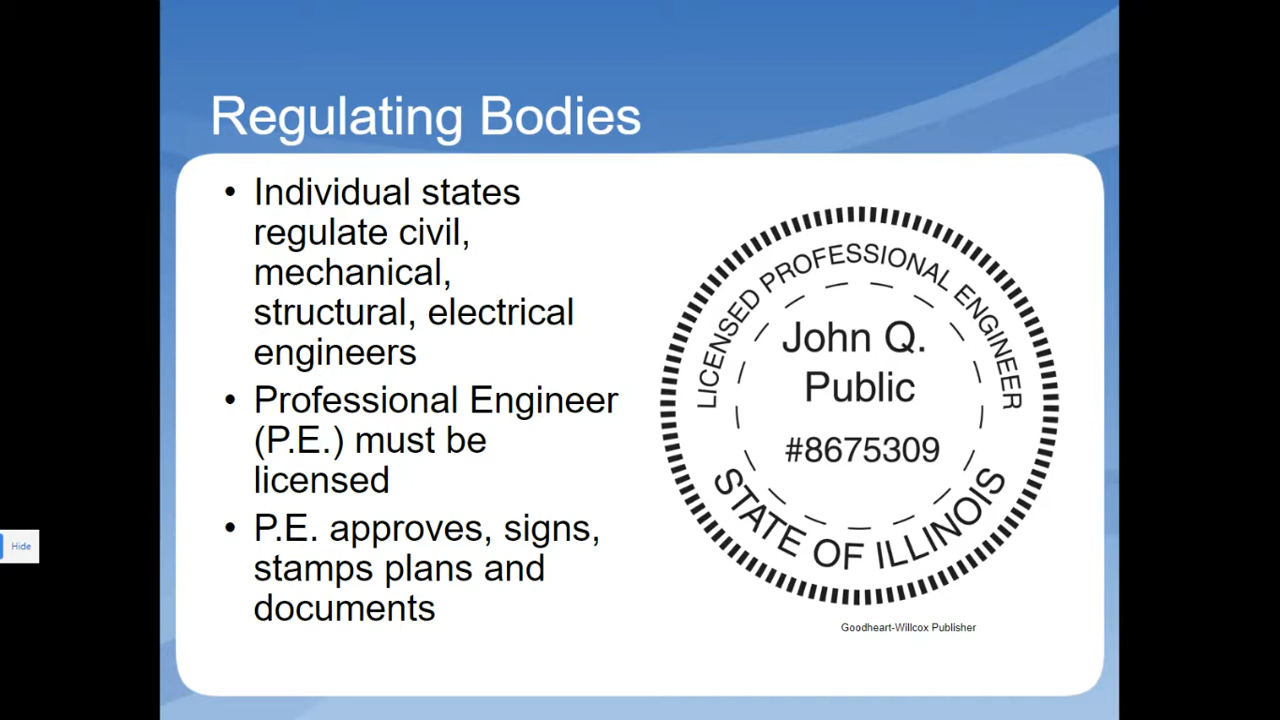 Regulating Bodies
• Individual states
regulate civil,
mechanical,
structural, electrical
engineers
• Professional Engineer
(P.E.) must be
licensed
• P.E. approves, signs,
stamps plans and
documents
LICENSED PROFESSIONAL ENGINEER
John Q.
Public
#8675309
STATE OF ILLINOIS
Goodheart-Willcox Publisher
Hide